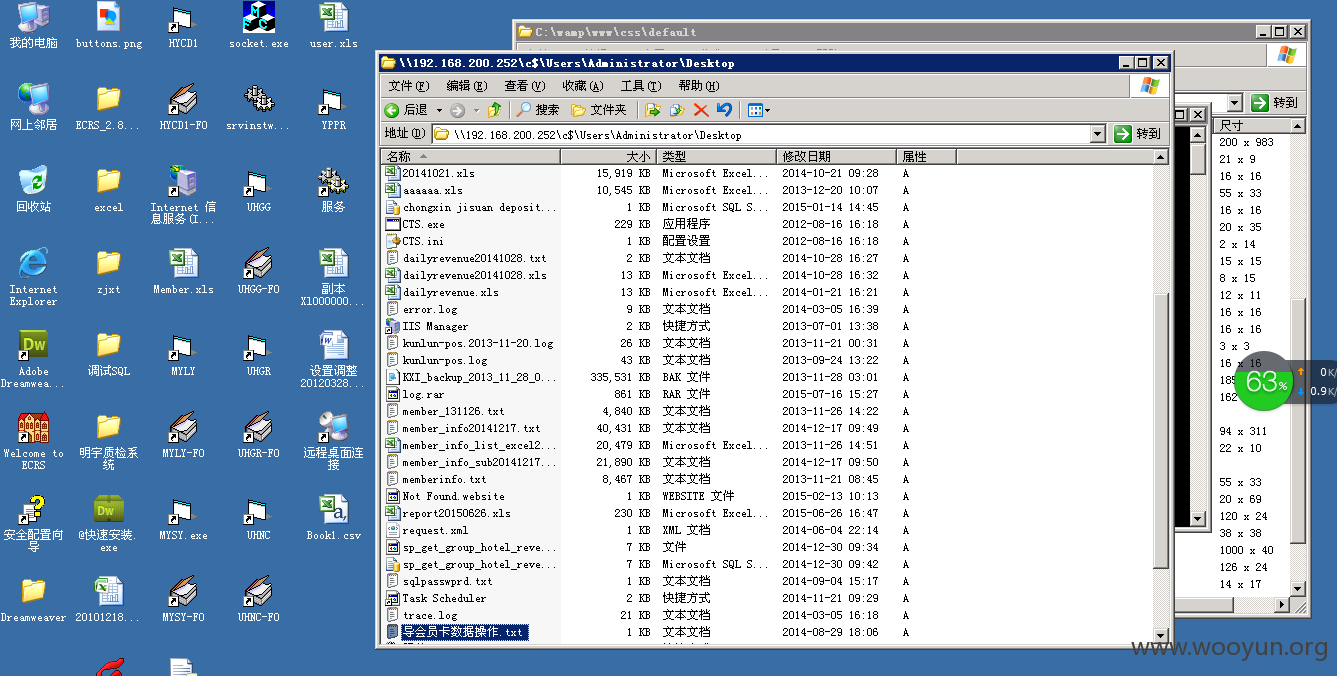 我的电脑
buttons.png
HYCD1
socket.exe
user.xls
网上邻居
ECRS_2.8...
HYCD1-FO
srvinstw...
YPPR
回收站
excel
Internet 信
息服务(I...
UHGG
服务
Internet
Explorer
zjxt
Member.xls
UHGG-FO
副本
X1000000...
Adobe
Dreamwea...
调试SQL
MYLY
UHGR
设置调整
20120328...
Welcome to
ECRS
明宇质检系
统
MYLY-FO
UHGR-FO
远程桌面连
接
安全配置向
导
@快速安装.
exe
MYSY.exe
UHNC
Book1.csv
Dreamweaver
20101218...
MYSY-FO
UHNC-FO
C:\wamp\www\css\default
\\192.168.200.252\c$\Users\Administrator\Desktop
文件(F) 编辑(E) 查看(V) 收藏(A) 工具(T) 帮助(H)
后退 搜索 文件夹
地址(D) \\192.168.200.252\c$\Users\Administrator\Desktop 转到
名称 大小 类型 修改日期 属性
20141021.xls 15,919 KB Microsoft Excel... 2014-10-21 09:28 A
aaaaaa.xls 10,545 KB Microsoft Excel... 2013-12-20 10:07 A
chongxin jisuan deposit... 1 KB Microsoft SQL S... 2015-01-14 14:45 A
CTS.exe 229 KB 应用程序 2012-08-16 16:18 A
CTS.ini 1 KB 配置设置 2012-08-16 16:18 A
dailyrevenue20141028.txt 2 KB 文本文档 2014-10-28 16:27 A
dailyrevenue20141028.xls 13 KB Microsoft Excel... 2014-10-28 16:32 A
dailyrevenue.xls 13 KB Microsoft Excel... 2014-01-21 16:21 A
error.log 9 KB 文本文档 2014-03-05 16:39 A
IIS Manager 2 KB 快捷方式 2013-07-01 13:38 A
kunlun-pos.2013-11-20.log 26 KB 文本文档 2013-11-21 00:31 A
kunlun-pos.log 43 KB 文本文档 2013-09-24 13:22 A
KXI_backup_2013_11_28_0... 335,531 KB BAK 文件 2013-11-28 03:01 A
log.rar 861 KB RAR 文件 2015-07-16 15:27 A
member_131126.txt 4,840 KB 文本文档 2013-11-26 14:22 A
member_info20141217.txt 40,431 KB 文本文档 2014-12-17 09:49 A
member_info_list_excel2... 20,479 KB Microsoft Excel... 2013-11-26 14:51 A
member_info_sub20141217... 21,890 KB 文本文档 2014-12-17 09:50 A
memberinfo.txt 8,467 KB 文本文档 2013-11-21 08:45 A
Not Found.website 1 KB WEBSITE 文件 2015-02-13 10:13 A
report20150626.xls 230 KB Microsoft Excel... 2015-06-26 16:47 A
request.xml 1 KB XML 文档 2014-06-04 22:14 A
sp_get_group_hotel_reve... 7 KB 文件 2014-12-30 09:34 A
sp_get_group_hotel_reve... 7 KB Microsoft SQL S... 2014-12-30 09:42 A
sqlpasswprd.txt 1 KB 文本文档 2014-09-04 15:17 A
Task Scheduler 2 KB 快捷方式 2014-11-21 09:29 A
trace.log 21 KB 文本文档 2014-03-05 16:18 A
导会员卡数据操作.txt 1 KB 文本文档 2014-08-29 18:06 A
转到
尺寸
200 x 983
21 x 9
16 x 16
55 x 33
16 x 16
20 x 35
2 x 14
15 x 15
8 x 15
12 x 11
16 x 16
16 x 16
3 x 3
16 x 16
185
162
94 x 311
22 x 10
55 x 33
20 x 69
120 x 24
38 x 38
1000 x 40
126 x 24
14 x 17
63%
0K/
0.9K/
www.wooyun.org